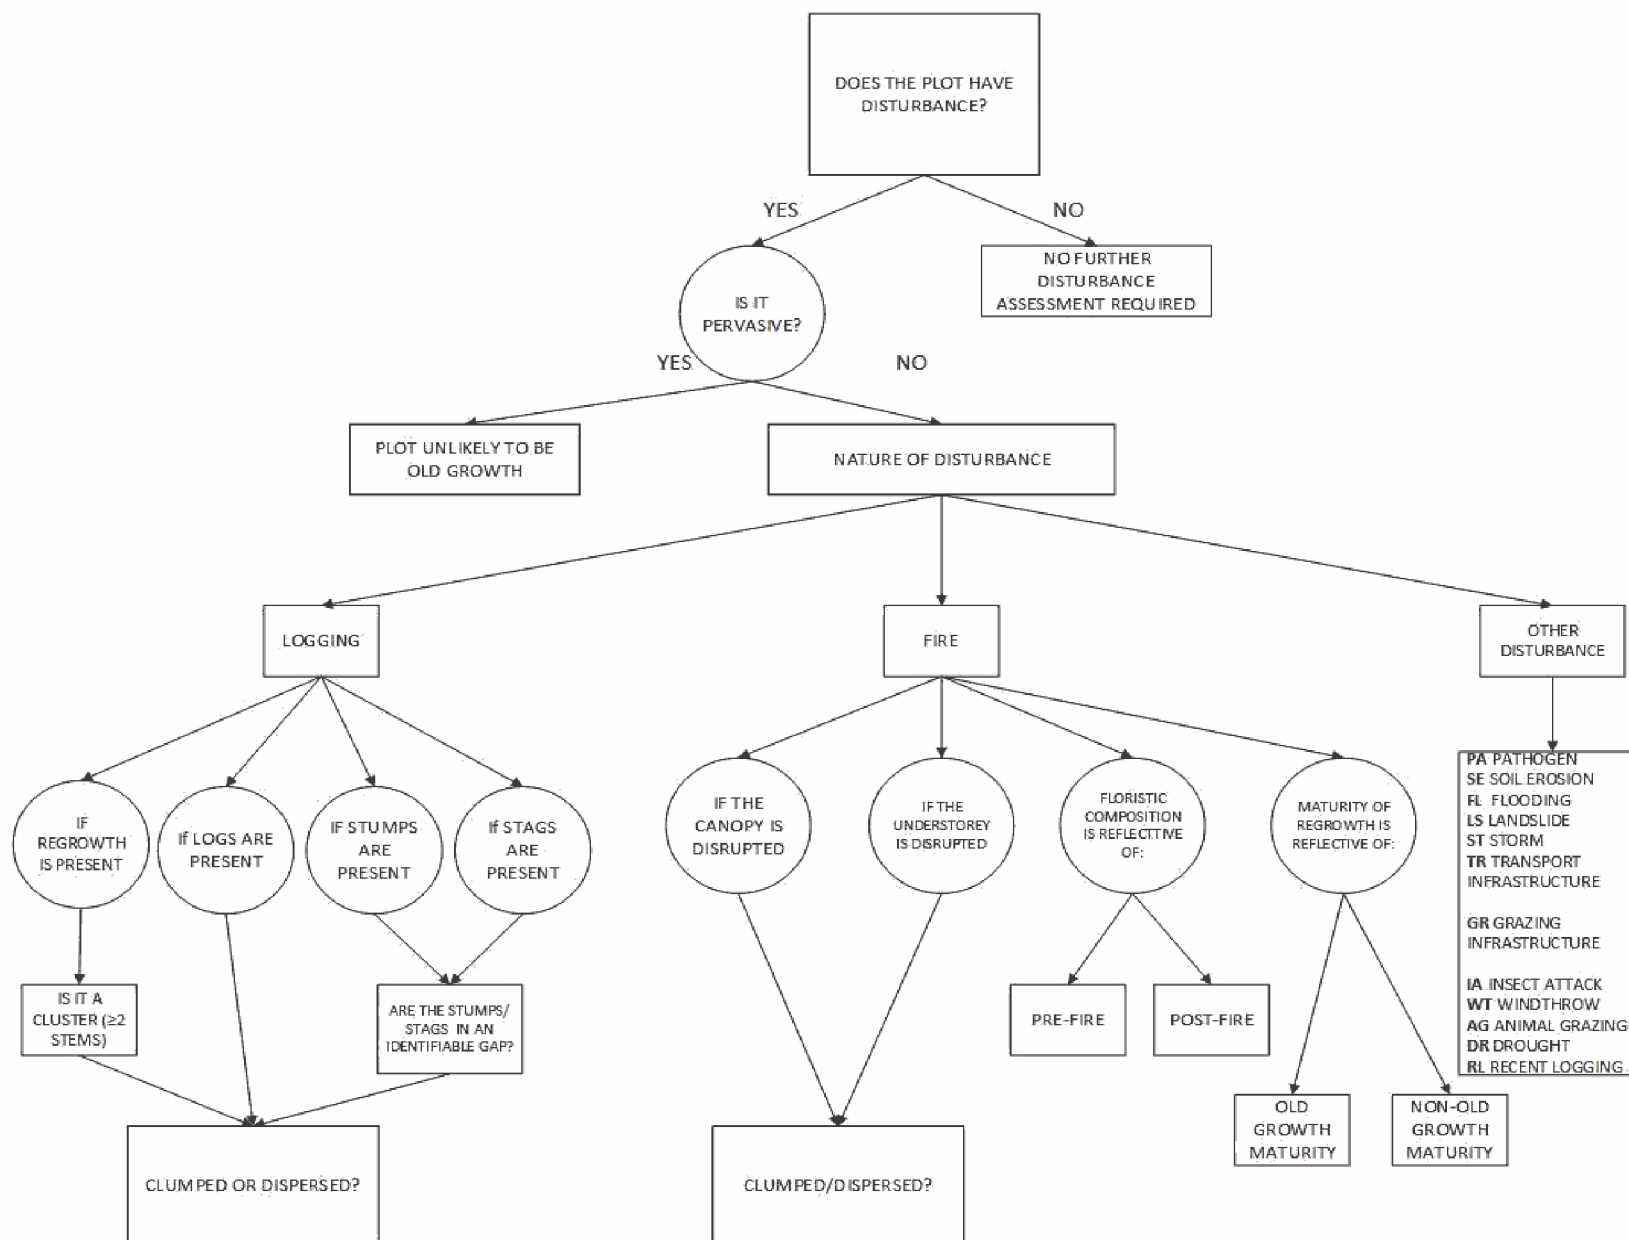 DOES THE PLOT HAVE
DISTURBANCE?
YES
NO
NO FURTHER
DISTURBANCE
ASSESSMENT REQUIRED
IS IT
PERVASIVE?
YES
NO
PLOT UNLIKELY TO BE
OLD GROWTH
NATURE OF DISTURBANCE
LOGGING
FIRE
OTHER
DISTURBANCE
IF
REGROWTH
IS PRESENT
If LOGS ARE
PRESENT
IF STUMPS
ARE
PRESENT
If STAGS
ARE
PRESENT
IF THE
CANOPY IS
DISRUPTED
IF THE
UNDERSTOREY
IS DISRUPTED
FLORISTIC
COMPOSITION
IS REFLECTTIVE
OF:
MATURITY OF
REGROWTH IS
REFLECTIVE OF:
PA PATHOGEN
SE SOIL EROSION
FL FLOODING
LS LANDSLIDE
ST STORM
TR TRANSPORT
INFRASTRUCTURE
GR GRAZING
INFRASTRUCTURE
IA INSECT ATTACK
WT WINDTHROW
AG ANIMAL GRAZING
DR DROUGHT
RL RECENT LOGGING
IS IT A
CLUSTER (≥2
STEMS)
ARE THE STUMPS/
STAGS IN AN
IDENTIFIABLE GAP?
PRE-FIRE
POST-FIRE
OLD
GROWTH
MATURITY
NON-OLD
GROWTH
MATURITY
CLUMPED OR DISPERSED?
CLUMPED/DISPERSED?